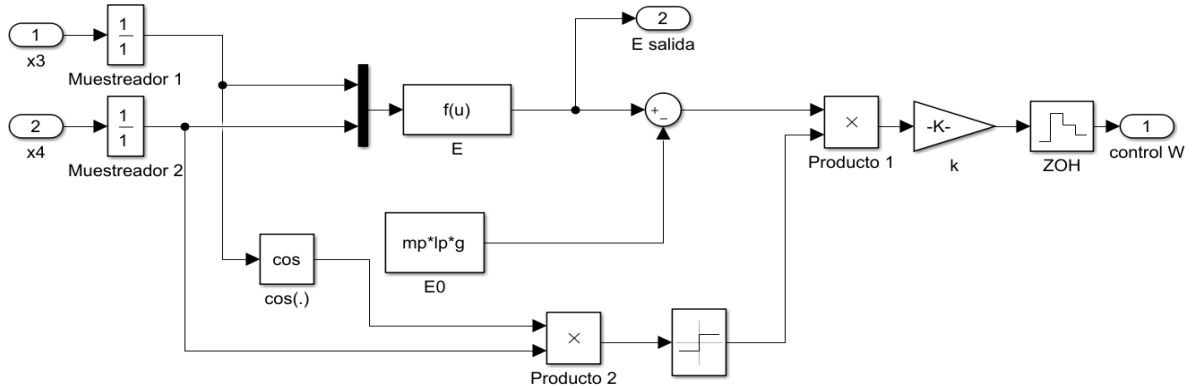 2
E salida
1
x3
1
1
Muestreador 1
2
x4
1
1
Muestreador 2
f(u)
E
+
_
×
Producto 1
-K-
k
ZOH
1
control W
mp*lp*g
E0
cos
cos(.)
×
Producto 2